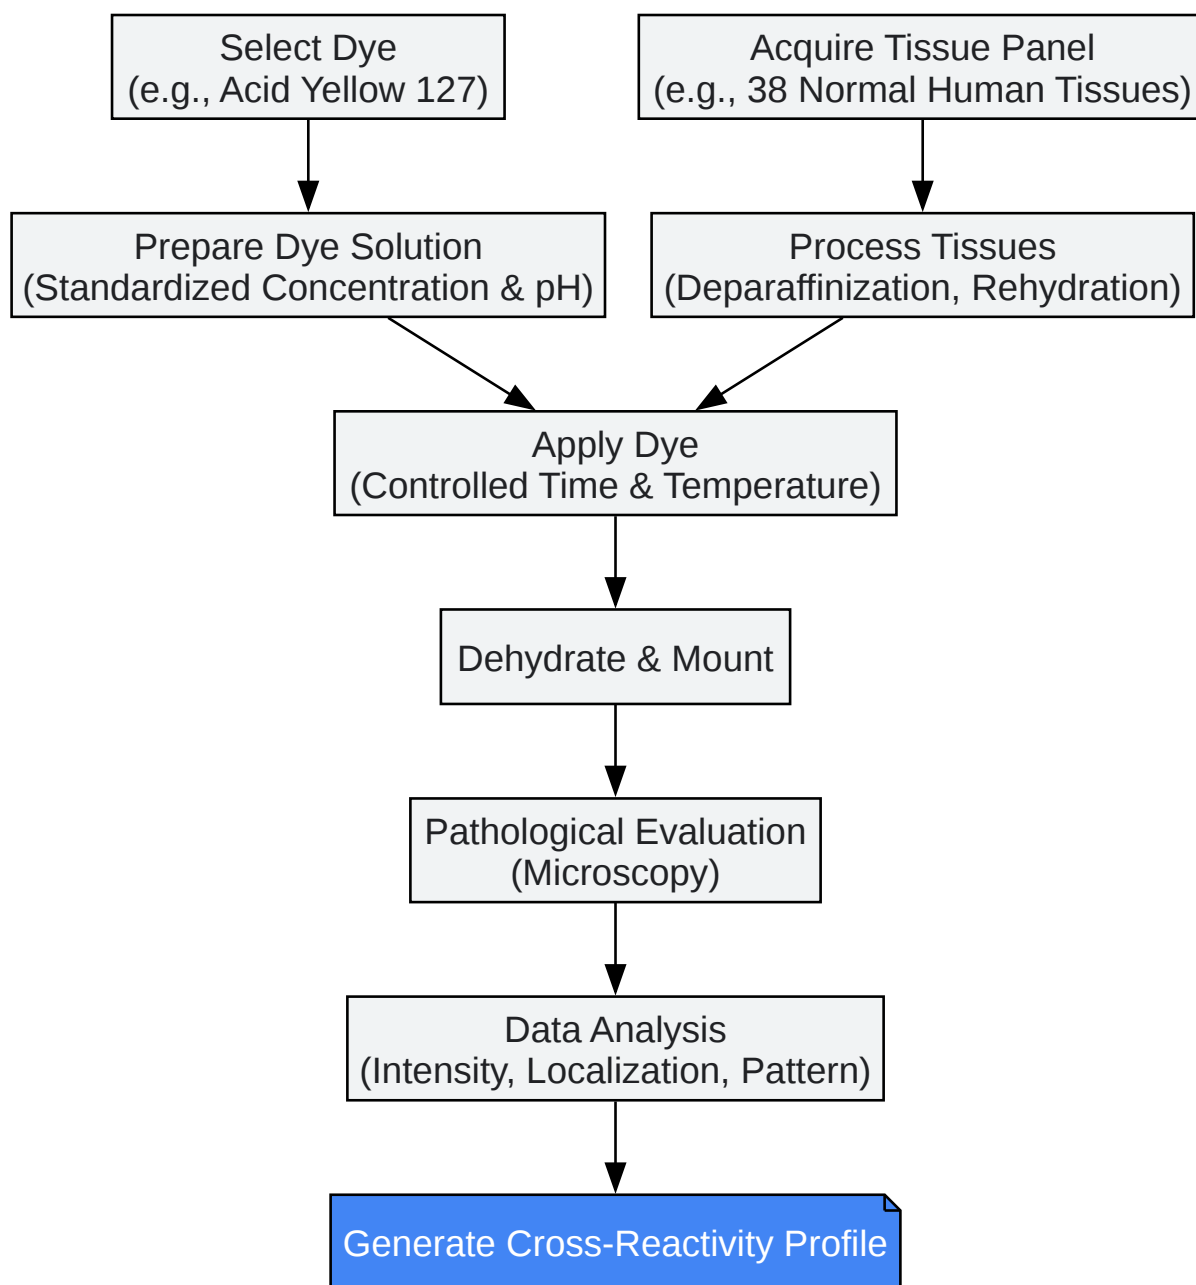 Select Dye
(e.g., Acid Yellow 127)
Acquire Tissue Panel
(e.g., 38 Normal Human Tissues)
Prepare Dye Solution
(Standardized Concentration & pH)
Process Tissues
(Deparaffinization, Rehydration)
Apply Dye
(Controlled Time & Temperature)
Dehydrate & Mount
Pathological Evaluation
(Microscopy)
Data Analysis
(Intensity, Localization, Pattern)
Generate Cross-Reactivity Profile